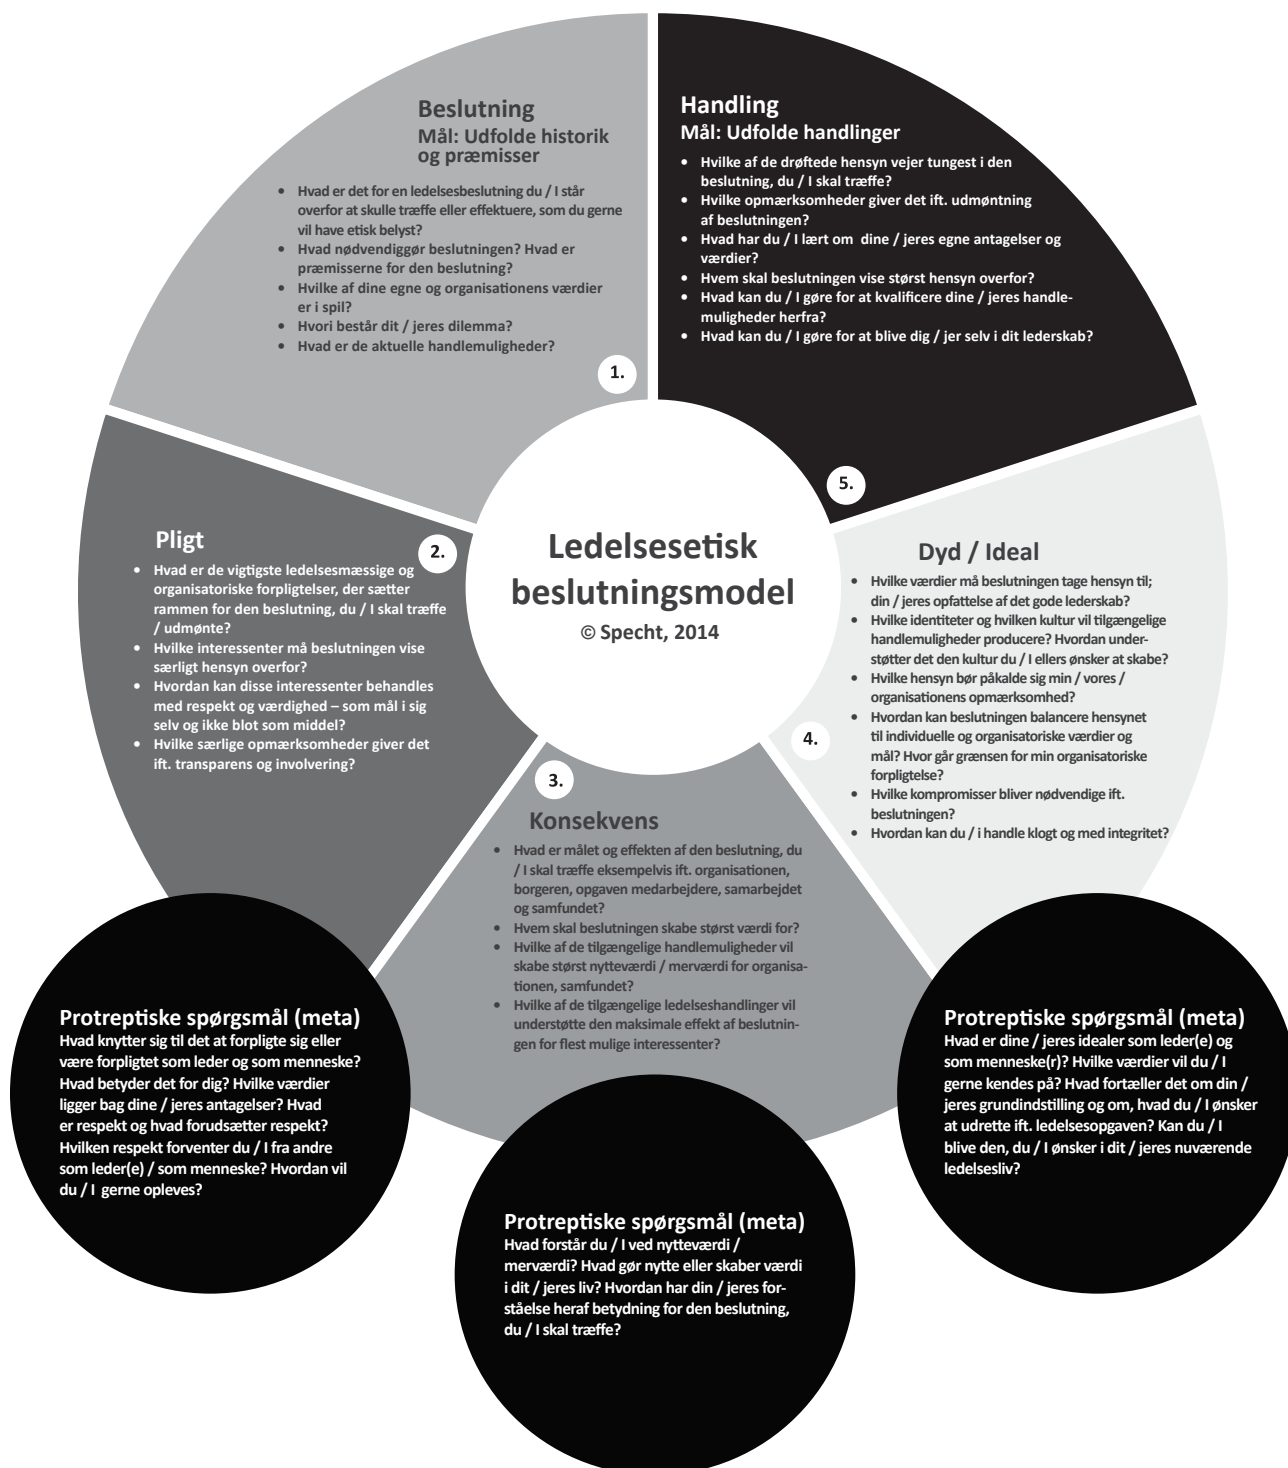 Beslutning
Mål: Udfolde historik
og præmisser
• Hvad er det for en ledelsesbeslutning du / I står
overfor at skulle træffe eller effektuere, som du gerne
vil have etisk belyst?
• Hvad nødvendiggør beslutningen? Hvad er
præmisserne for den beslutning?
• Hvilke af dine egne og organisationens værdier
er i spil?
• Hvori består dit / jeres dilemma?
• Hvad er de aktuelle handlemuligheder?
1.
Pligt
2.
• Hvad er de vigtigste ledelsesmæssige og
organisatoriske forpligtelser, der sætter
rammen for den beslutning, du / I skal træffe
/ udmønte?
• Hvilke interessenter må beslutningen vise
særligt hensyn overfor?
• Hvordan kan disse interessenter behandles
med respekt og værdighed – som mål i sig
selv og ikke blot som middel?
• Hvilke særlige opmærksomheder giver det
ift. transparens og involvering?
3.
Konsekvens
• Hvad er målet og effekten af den beslutning, du
/ I skal træffe eksempelvis ift. organisationen,
borgeren, opgaven medarbejdere, samarbejdet
og samfundet?
• Hvem skal beslutningen skabe størst værdi for?
• Hvilke af de tilgængelige handlemuligheder vil
skabe størst nytteværdi / merværdi for organisa-
tionen, samfundet?
• Hvilke af de tilgængelige ledelseshandlinger vil
understøtte den maksimale effekt af beslutnin-
gen for flest mulige interessenter?
4.
Dyd / Ideal
• Hvilke værdier må beslutningen tage hensyn til;
din / jeres opfattelse af det gode lederskab?
• Hvilke identiteter og hvilken kultur vil tilgængelige
handlemuligheder producere? Hvordan under-
støtter det den kultur du / I ellers ønsker at skabe?
• Hvilke hensyn bør påkalde sig min / vores /
organisationens opmærksomhed?
• Hvordan kan beslutningen balancere hensynet
til individuelle og organisatoriske værdier og
mål? Hvor går grænsen for min organisatoriske
forpligtelse?
• Hvilke kompromisser bliver nødvendige ift.
beslutningen?
• Hvordan kan du / i handle klogt og med integritet?
5.
Handling
Mål: Udfolde handlinger
• Hvilke af de drøftede hensyn vejer tungest i den
beslutning, du / I skal træffe?
• Hvilke opmærksomheder giver det ift. udmøntning
af beslutningen?
• Hvad har du / I lært om dine / jeres egne antagelser og
værdier?
• Hvem skal beslutningen vise størst hensyn overfor?
• Hvad kan du / I gøre for at kvalificere dine / jeres handle-
muligheder herfra?
• Hvad kan du / I gøre for at blive dig / jer selv i dit lederskab?
Ledelsesetisk
beslutningsmodel
© Specht, 2014
Protreptiske spørgsmål (meta)
Hvad knytter sig til det at forpligte sig eller
være forpligtet som leder og som menneske?
Hvad betyder det for dig? Hvilke værdier
ligger bag dine / jeres antagelser? Hvad
er respekt og hvad forudsætter respekt?
Hvilken respekt forventer du / I fra andre
som leder(e) / som menneske? Hvordan vil
du / I gerne opleves?
Protreptiske spørgsmål (meta)
Hvad forstår du / I ved nytteværdi /
merværdi? Hvad gør nytte eller skaber værdi
i dit / jeres liv? Hvordan har din / jeres for-
ståelse heraf betydning for den beslutning,
du / I skal træffe?
Protreptiske spørgsmål (meta)
Hvad er dine / jeres idealer som leder(e) og
som menneske(r)? Hvilke værdier vil du / I
gerne kendes på? Hvad fortæller det om din /
jeres grundindstilling og om, hvad du / I ønsker
at udrette ift. ledelsesopgaven? Kan du / I
blive den, du / I ønsker i dit / jeres nuværende
ledelsesliv?